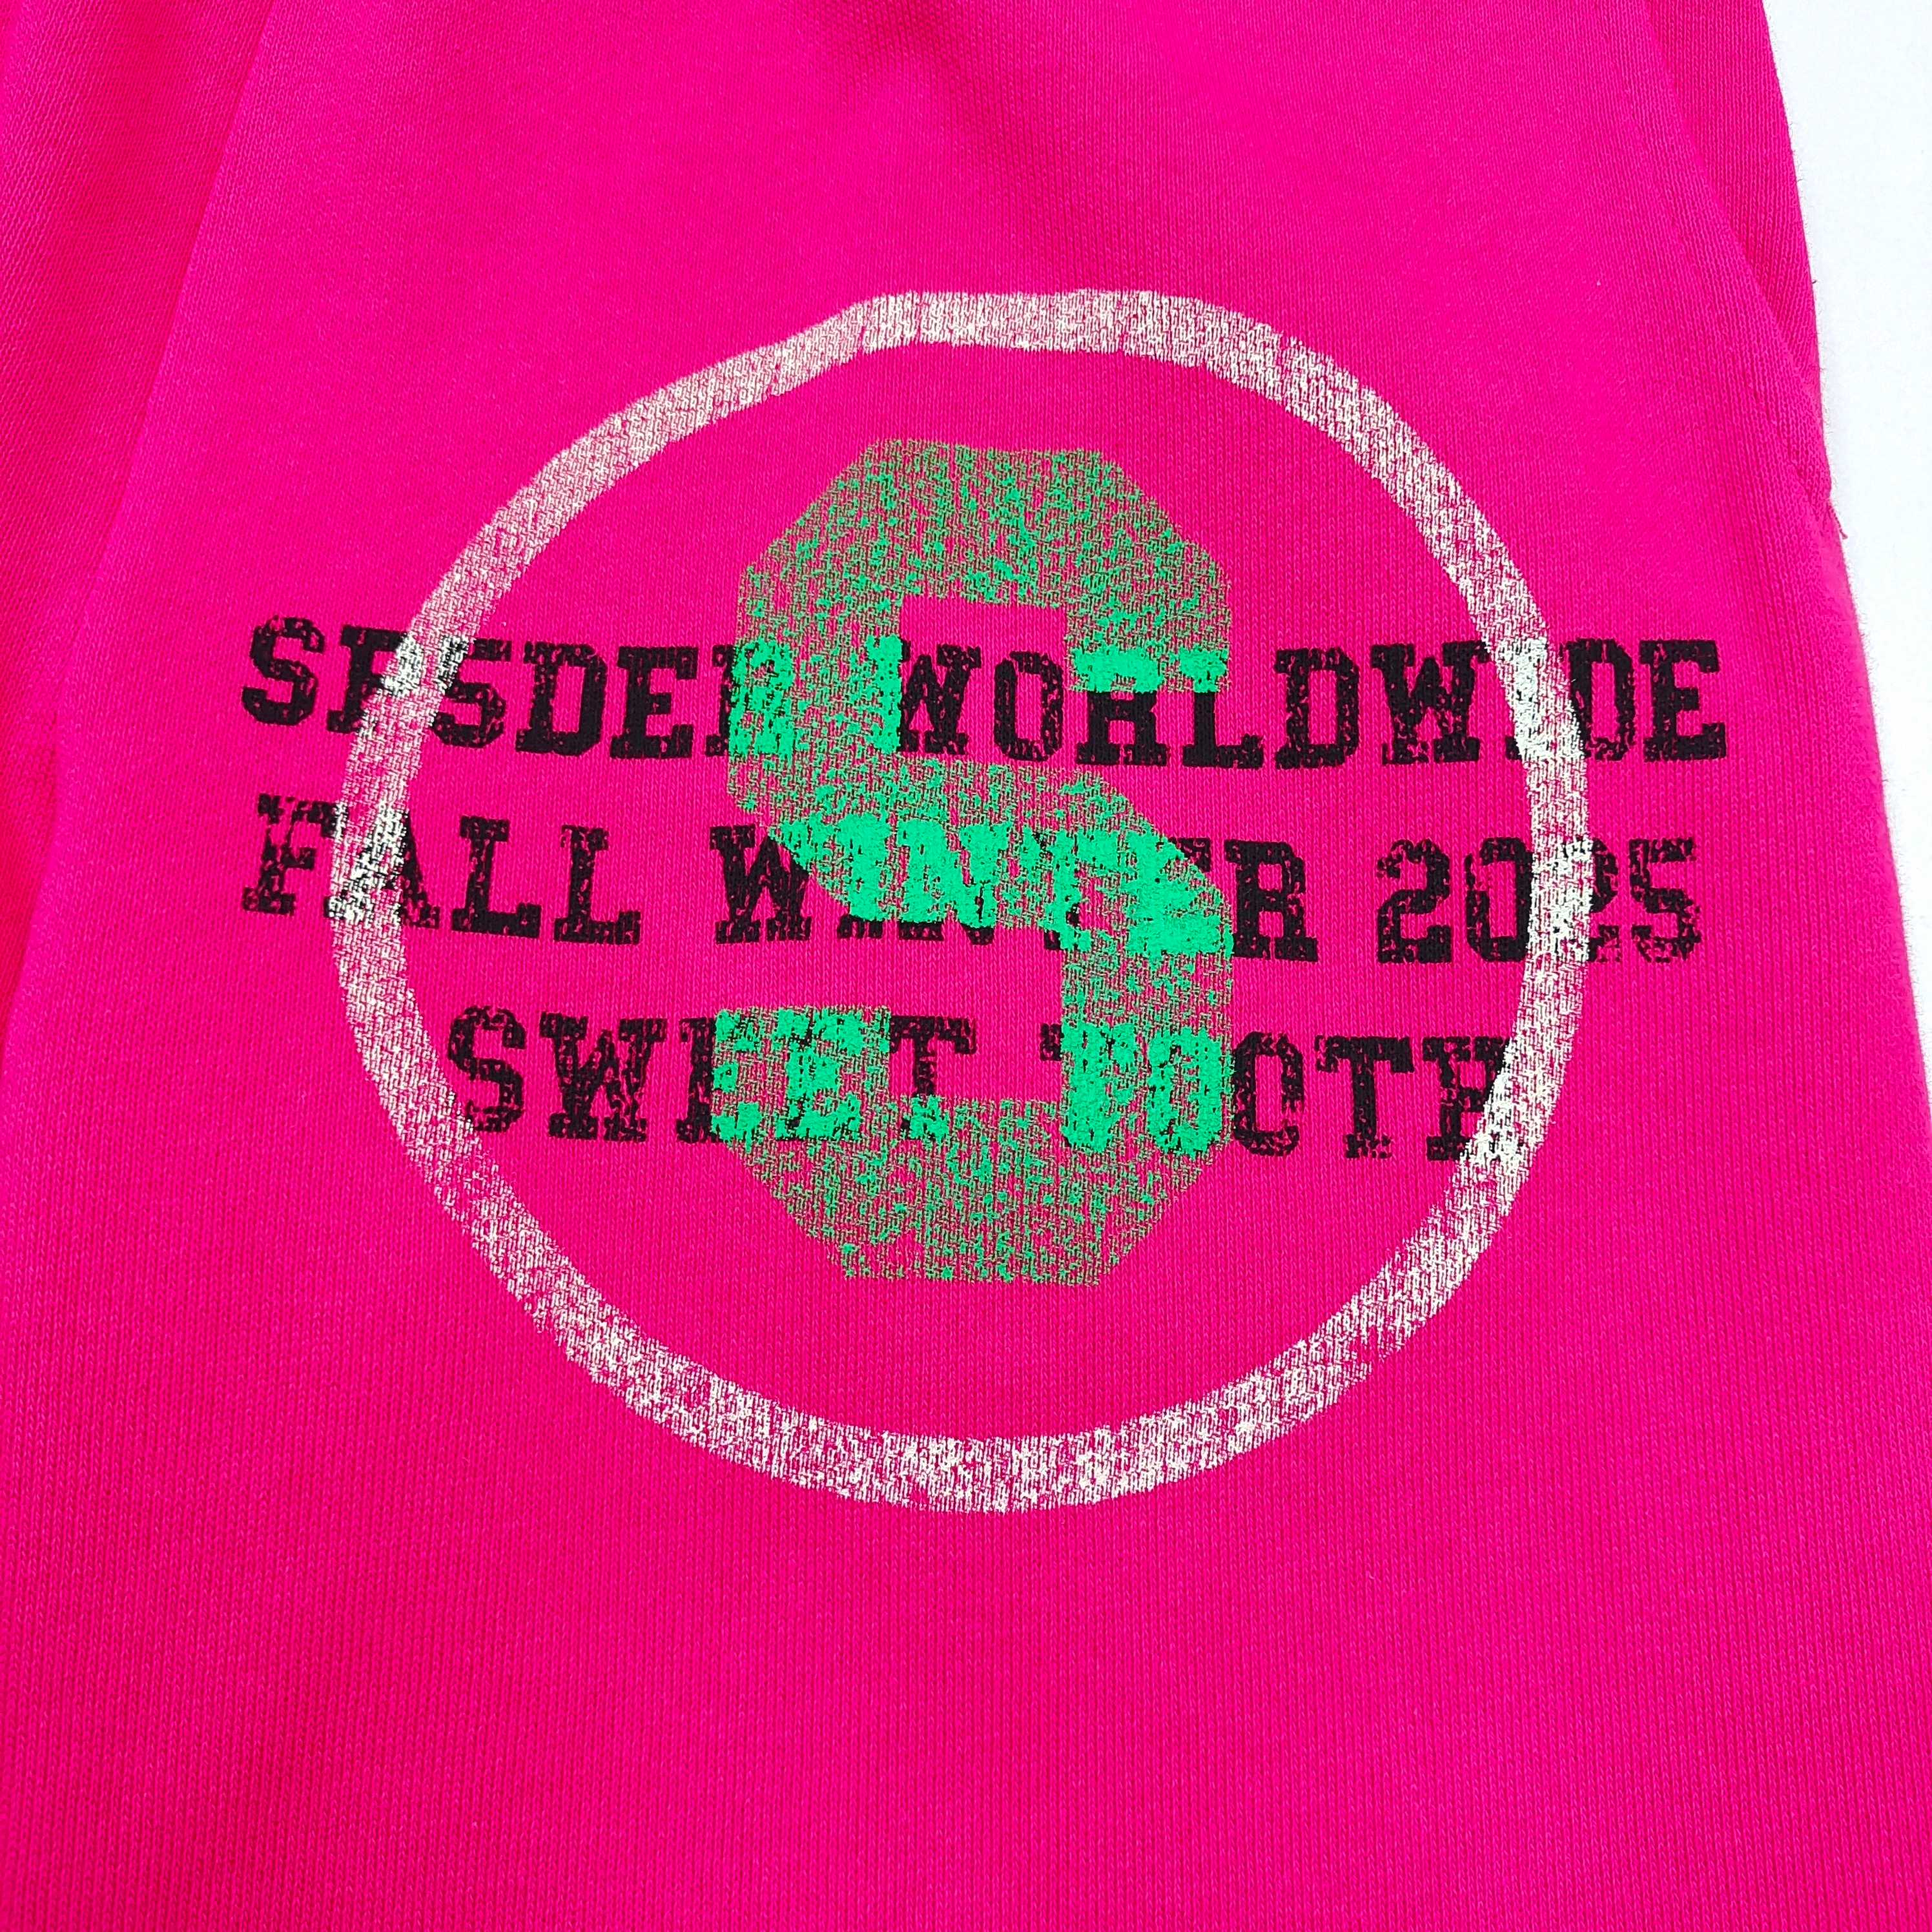 SP5DER WORLDWIDE
FALL WINTER 2025
SWEET TOOTH
S